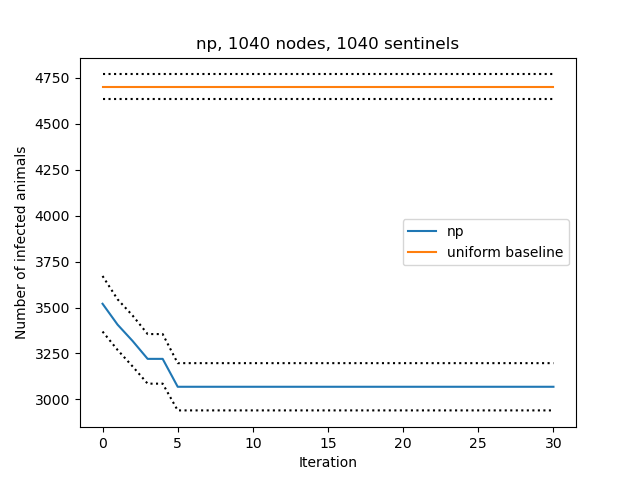 np, 1040 nodes, 1040 sentinels
Number of infected animals
4750
4500
4250
4000
3750
3500
3250
3000
np
uniform baseline
0 5 10 15 20 25 30
Iteration